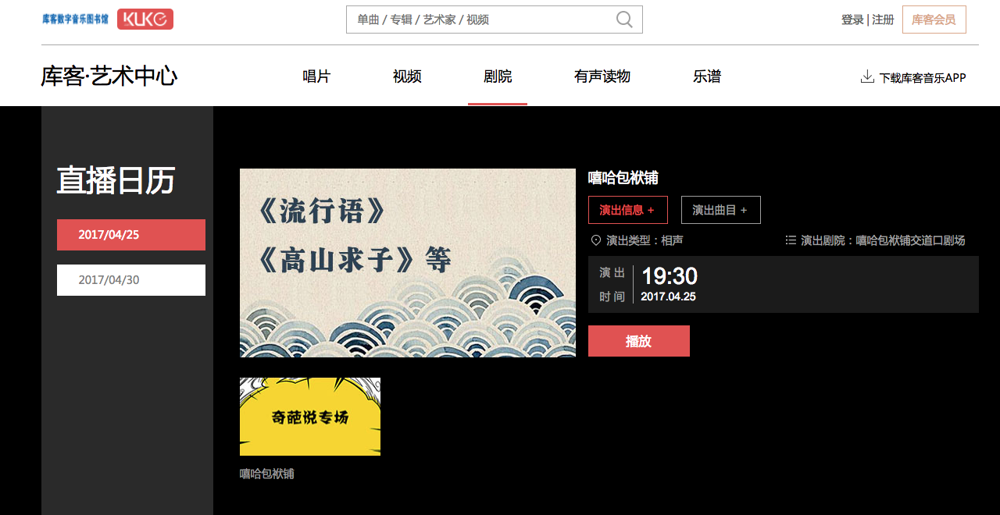 库客数字音乐图书馆 KUKE
单曲 / 专辑 / 艺术家 / 视频
登录 | 注册
库客会员
库客·艺术中心
唱片
视频
剧院
有声读物
乐谱
下载库客音乐APP
直播日历
2017/04/25
2017/04/30
《流行语》
《高山求子》等
嘻哈包袱铺
演出信息 +
演出曲目 +
演出类型：相声
演出剧院：嘻哈包袱铺交道口剧场
演 出
时 间
19:30
2017.04.25
播放
奇葩说专场
嘻哈包袱铺